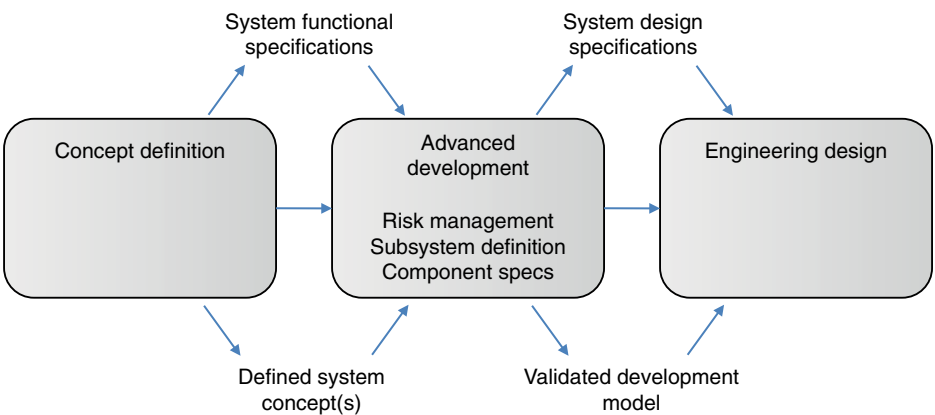 System functional
specifications
System design
specifications
Concept definition
Advanced
development
Risk management
Subsystem definition
Component specs
Engineering design
Defined system
concept(s)
Validated development
model